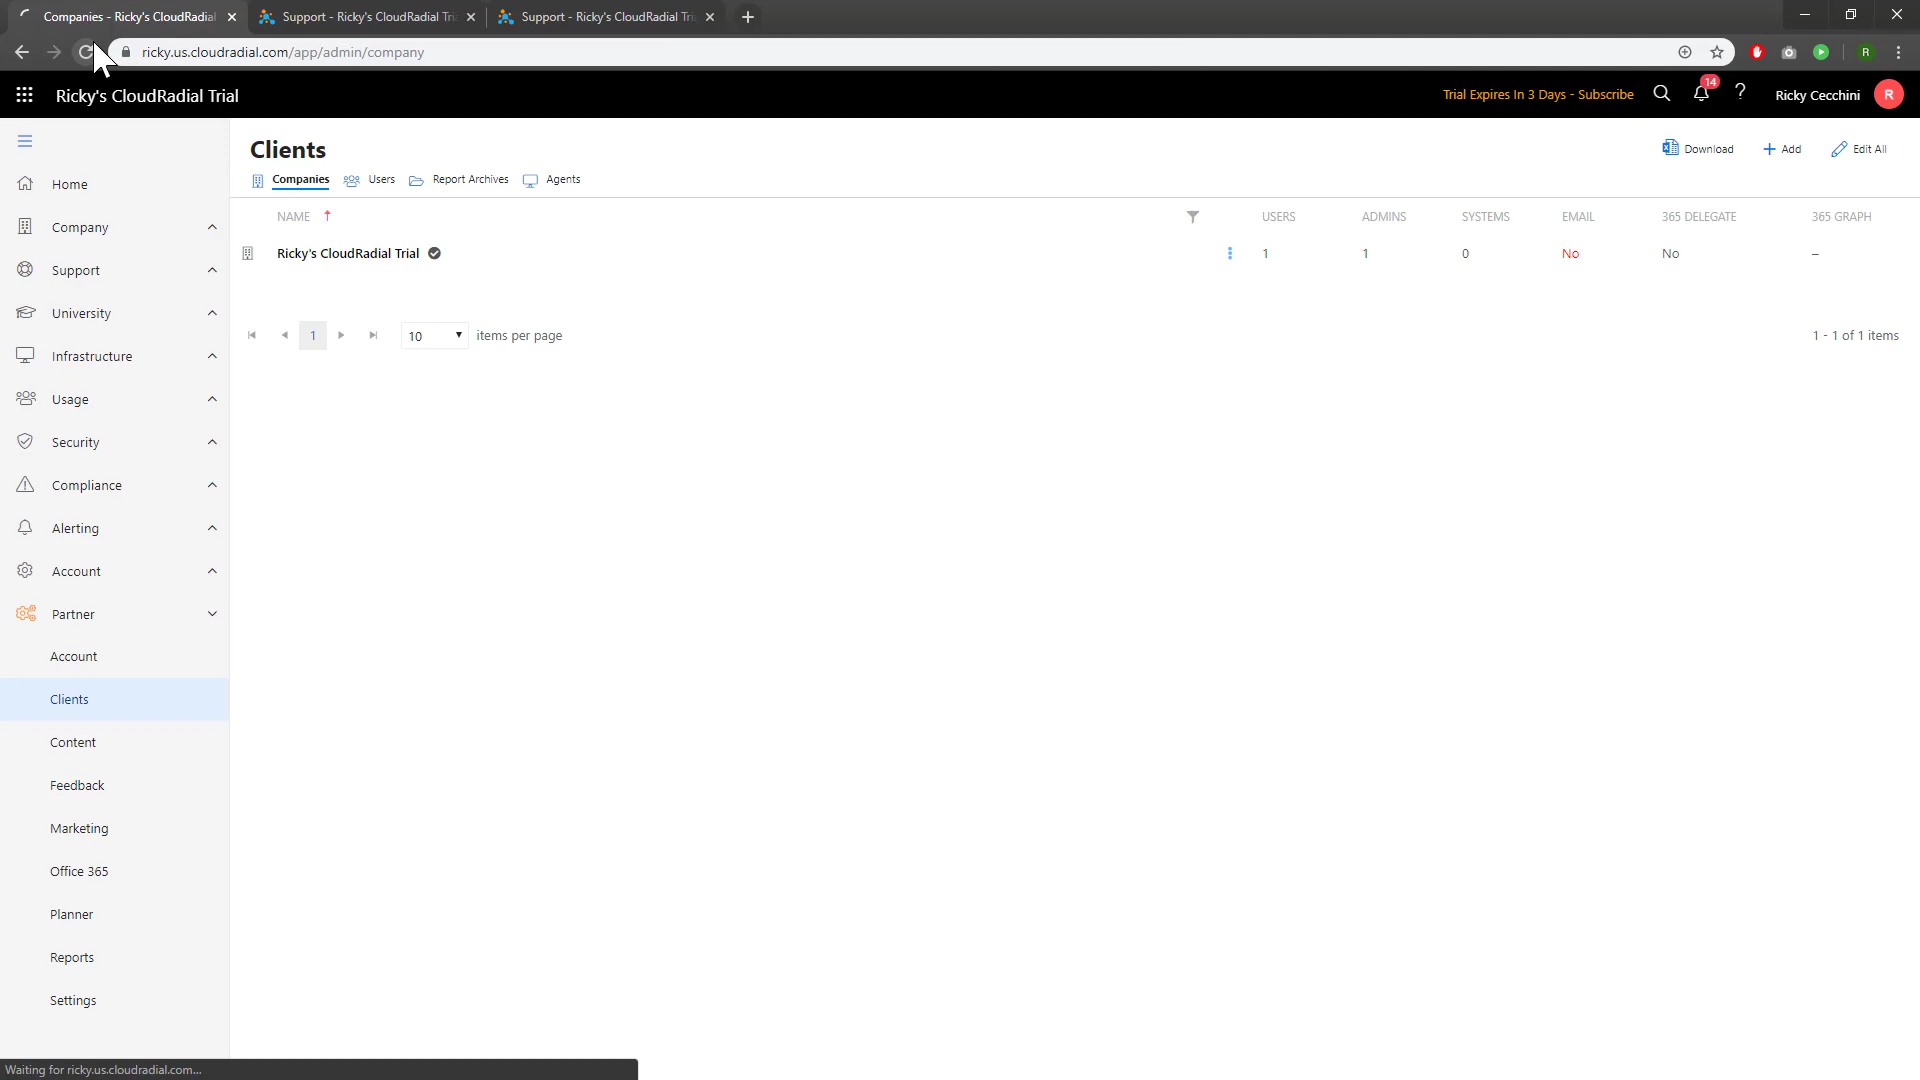 Companies - Ricky's CloudRadial
Support - Ricky's CloudRadial Tri
Support - Ricky's CloudRadial Tri
ricky.us.cloudradial.com/app/admin/company
R
Ricky's CloudRadial Trial
Trial Expires In 3 Days - Subscribe
14
?
Ricky Cecchini
R
Home
Company
Support
University
Infrastructure
Usage
Security
Compliance
Alerting
Account
Partner
Account
Clients
Content
Feedback
Marketing
Office 365
Planner
Reports
Settings
Clients
Download
Add
Edit All
Companies
Users
Report Archives
Agents
NAME
USERS
ADMINS
SYSTEMS
EMAIL
365 DELEGATE
365 GRAPH
Ricky's CloudRadial Trial
1
1
0
No
No
–
1
10
items per page
1 - 1 of 1 items
Waiting for ricky.us.cloudradial.com...